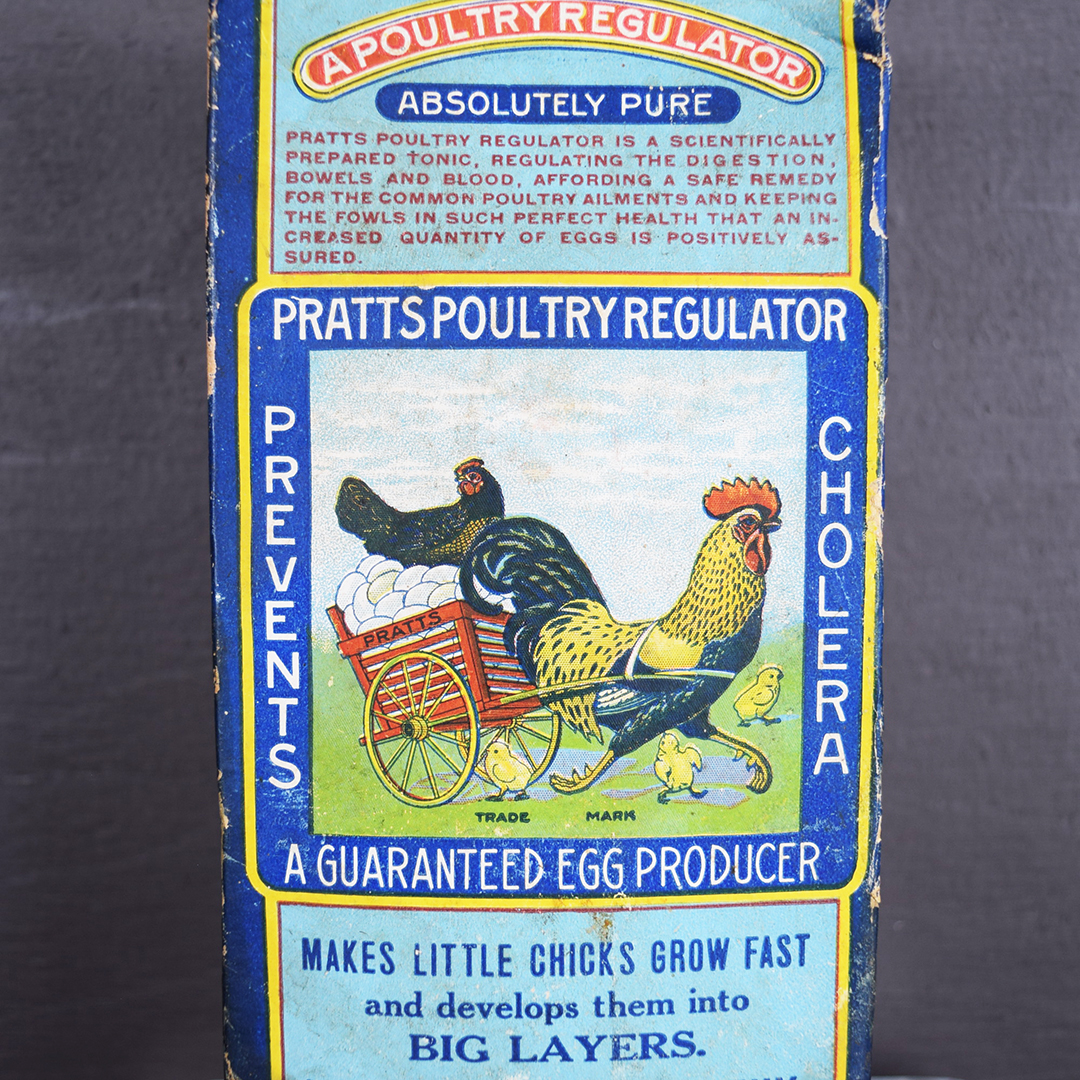 A POULTRY REGULATOR
ABSOLUTELY PURE
PRATTS POULTRY REGULATOR IS A SCIENTIFICALLY
PREPARED TONIC, REGULATING THE DIGESTION,
BOWELS AND BLOOD, AFFORDING A SAFE REMEDY
FOR THE COMMON POULTRY AILMENTS AND KEEPING
THE FOWLS IN SUCH PERFECT HEALTH THAT AN IN-
CREASED QUANTITY OF EGGS IS POSITIVELY AS-
SURED.
PRATTS POULTRY REGULATOR
PREVENTS
CHOLERA
PRATTS
TRADE MARK
A GUARANTEED EGG PRODUCER
MAKES LITTLE CHICKS GROW FAST
and develops them into
BIG LAYERS.